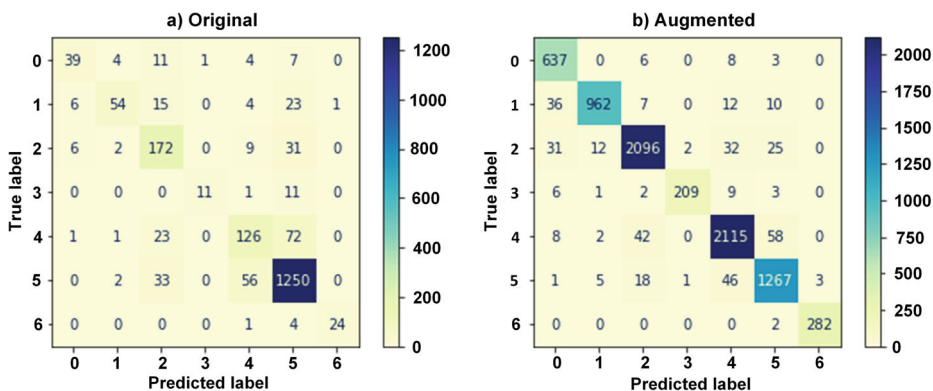 a) Original
True label
0 39 4 11 1 4 7 0
1 6 54 15 0 4 23 1
2 6 2 172 0 9 31 0
3 0 0 0 11 1 11 0
4 1 1 23 0 126 72 0
5 0 2 33 0 56 1250 0
6 0 0 0 0 1 4 24
0 1 2 3 4 5 6
Predicted label
1200
1000
800
600
400
200
0
b) Augmented
True label
0 637 0 6 0 8 3 0
1 36 962 7 0 12 10 0
2 31 12 2096 2 32 25 0
3 6 1 2 209 9 3 0
4 8 2 42 0 2115 58 0
5 1 5 18 1 46 1267 3
6 0 0 0 0 0 2 282
0 1 2 3 4 5 6
Predicted label
2000
1750
1500
1250
1000
750
500
250
0